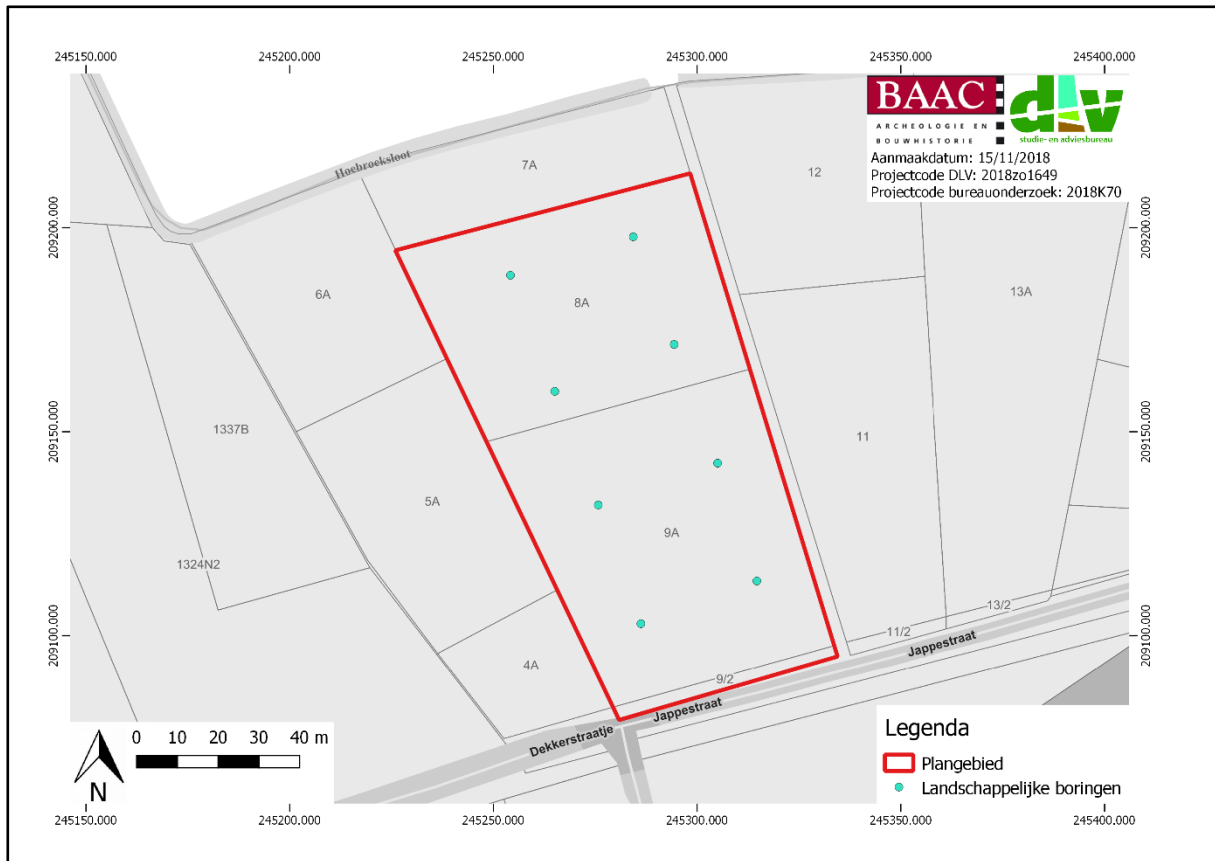 245150.000 245200.000 245250.000 245300.000 245350.000 245400.000
BAAC
ARCHEOLOGIE EN
BOUWHISTORIE
dlv
studie- en adviesbureau
Aanmaakdatum: 15/11/2018
Projectcode DLV: 2018zo1649
Projectcode bureauonderzoek: 2018K70
Hoebroeksloot
7A
12
209200.000
209200.000
6A
8A
13A
1337B
11
209150.000
209150.000
5A
9A
1324N2
13/2
11/2
209100.000
209100.000
Jappestraat
4A
9/2
Jappestraat
Dekkerstraatje
Legenda
Plangebied
Landschappelijke boringen
0 10 20 30 40 m
N
245150.000 245200.000 245250.000 245300.000 245350.000 245400.000